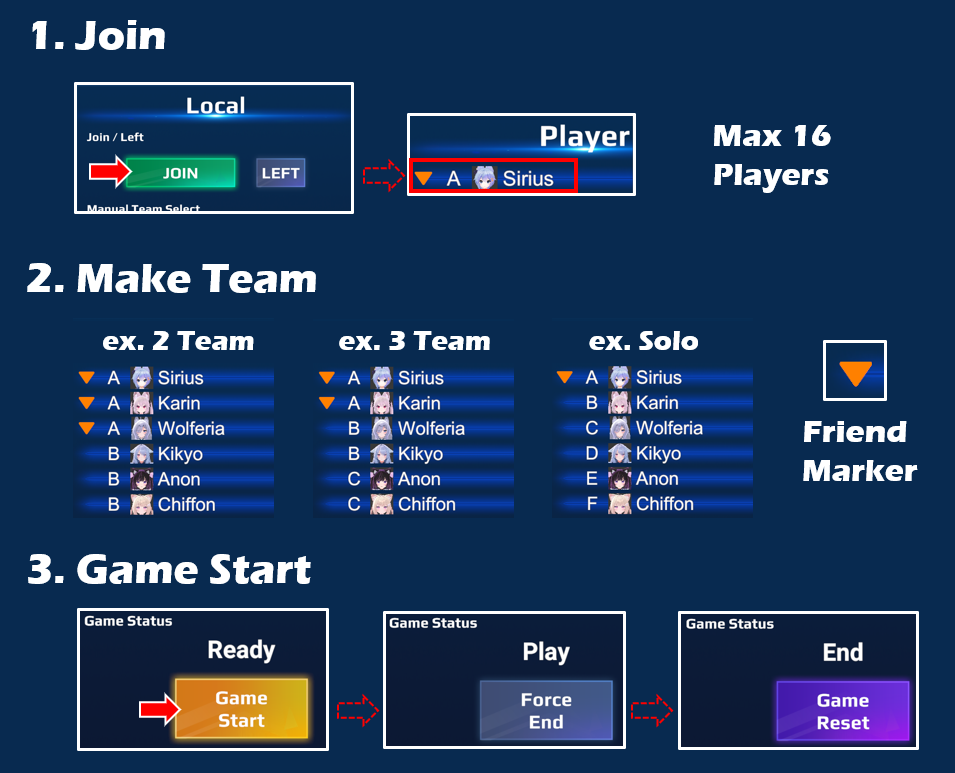 1. Join
Local
Join / Left
JOIN
LEFT
Manual Team Select
Player
A Sirius
Max 16
Players
2. Make Team
ex. 2 Team
A Sirius
A Karin
A Wolferia
B Kikyo
B Anon
B Chiffon
ex. 3 Team
A Sirius
A Karin
B Wolferia
B Kikyo
C Anon
C Chiffon
ex. Solo
A Sirius
B Karin
C Wolferia
D Kikyo
E Anon
F Chiffon
Friend
Marker
3. Game Start
Game Status
Ready
Game
Start
Game Status
Play
Force
End
Game Status
End
Game
Reset